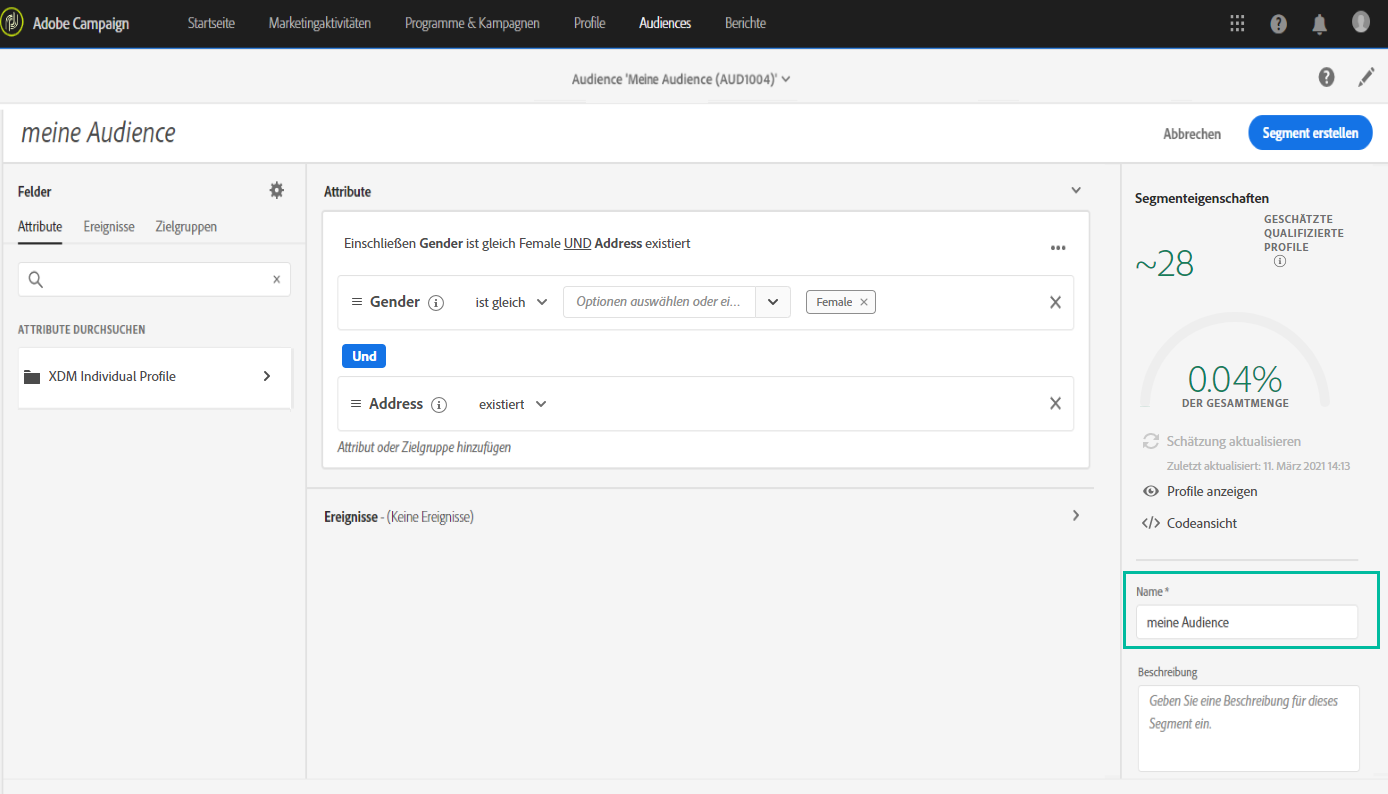 Adobe Campaign
Startseite
Marketingaktivitäten
Programme & Kampagnen
Profile
Audiences
Berichte
Audience 'Meine Audience (AUD1004)'
meine Audience
Abbrechen
Segment erstellen
Felder
Attribute
Ereignisse
Zielgruppen
ATTRIBUTE DURCHSUCHEN
XDM Individual Profile
Attribute
Einschließen Gender ist gleich Female UND Address existiert
Gender
ist gleich
Optionen auswählen oder ei...
Female
Und
Address
existiert
Attribut oder Zielgruppe hinzufügen
Ereignisse - (Keine Ereignisse)
Segmenteigenschaften
~28
GESCHÄTZTE
QUALIFIZIERTE
PROFILE
0.04%
DER GESAMTMENGE
Schätzung aktualisieren
Zuletzt aktualisiert: 11. März 2021 14:13
Profile anzeigen
Codeansicht
Name *
meine Audience
Beschreibung
Geben Sie eine Beschreibung für dieses
Segment ein.